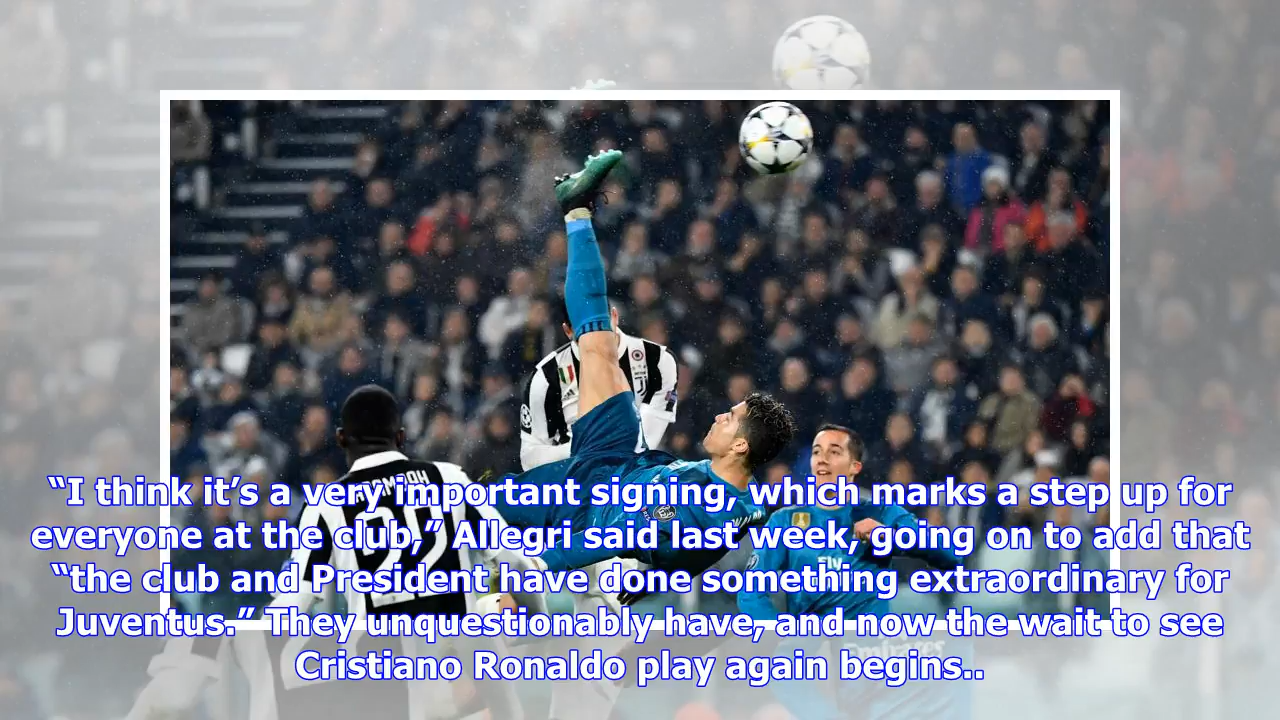 “I think it’s a very important signing, which marks a step up for
everyone at the club,” Allegri said last week, going on to add that
“the club and President have done something extraordinary for
Juventus.” They unquestionably have, and now the wait to see
Cristiano Ronaldo play again begins..